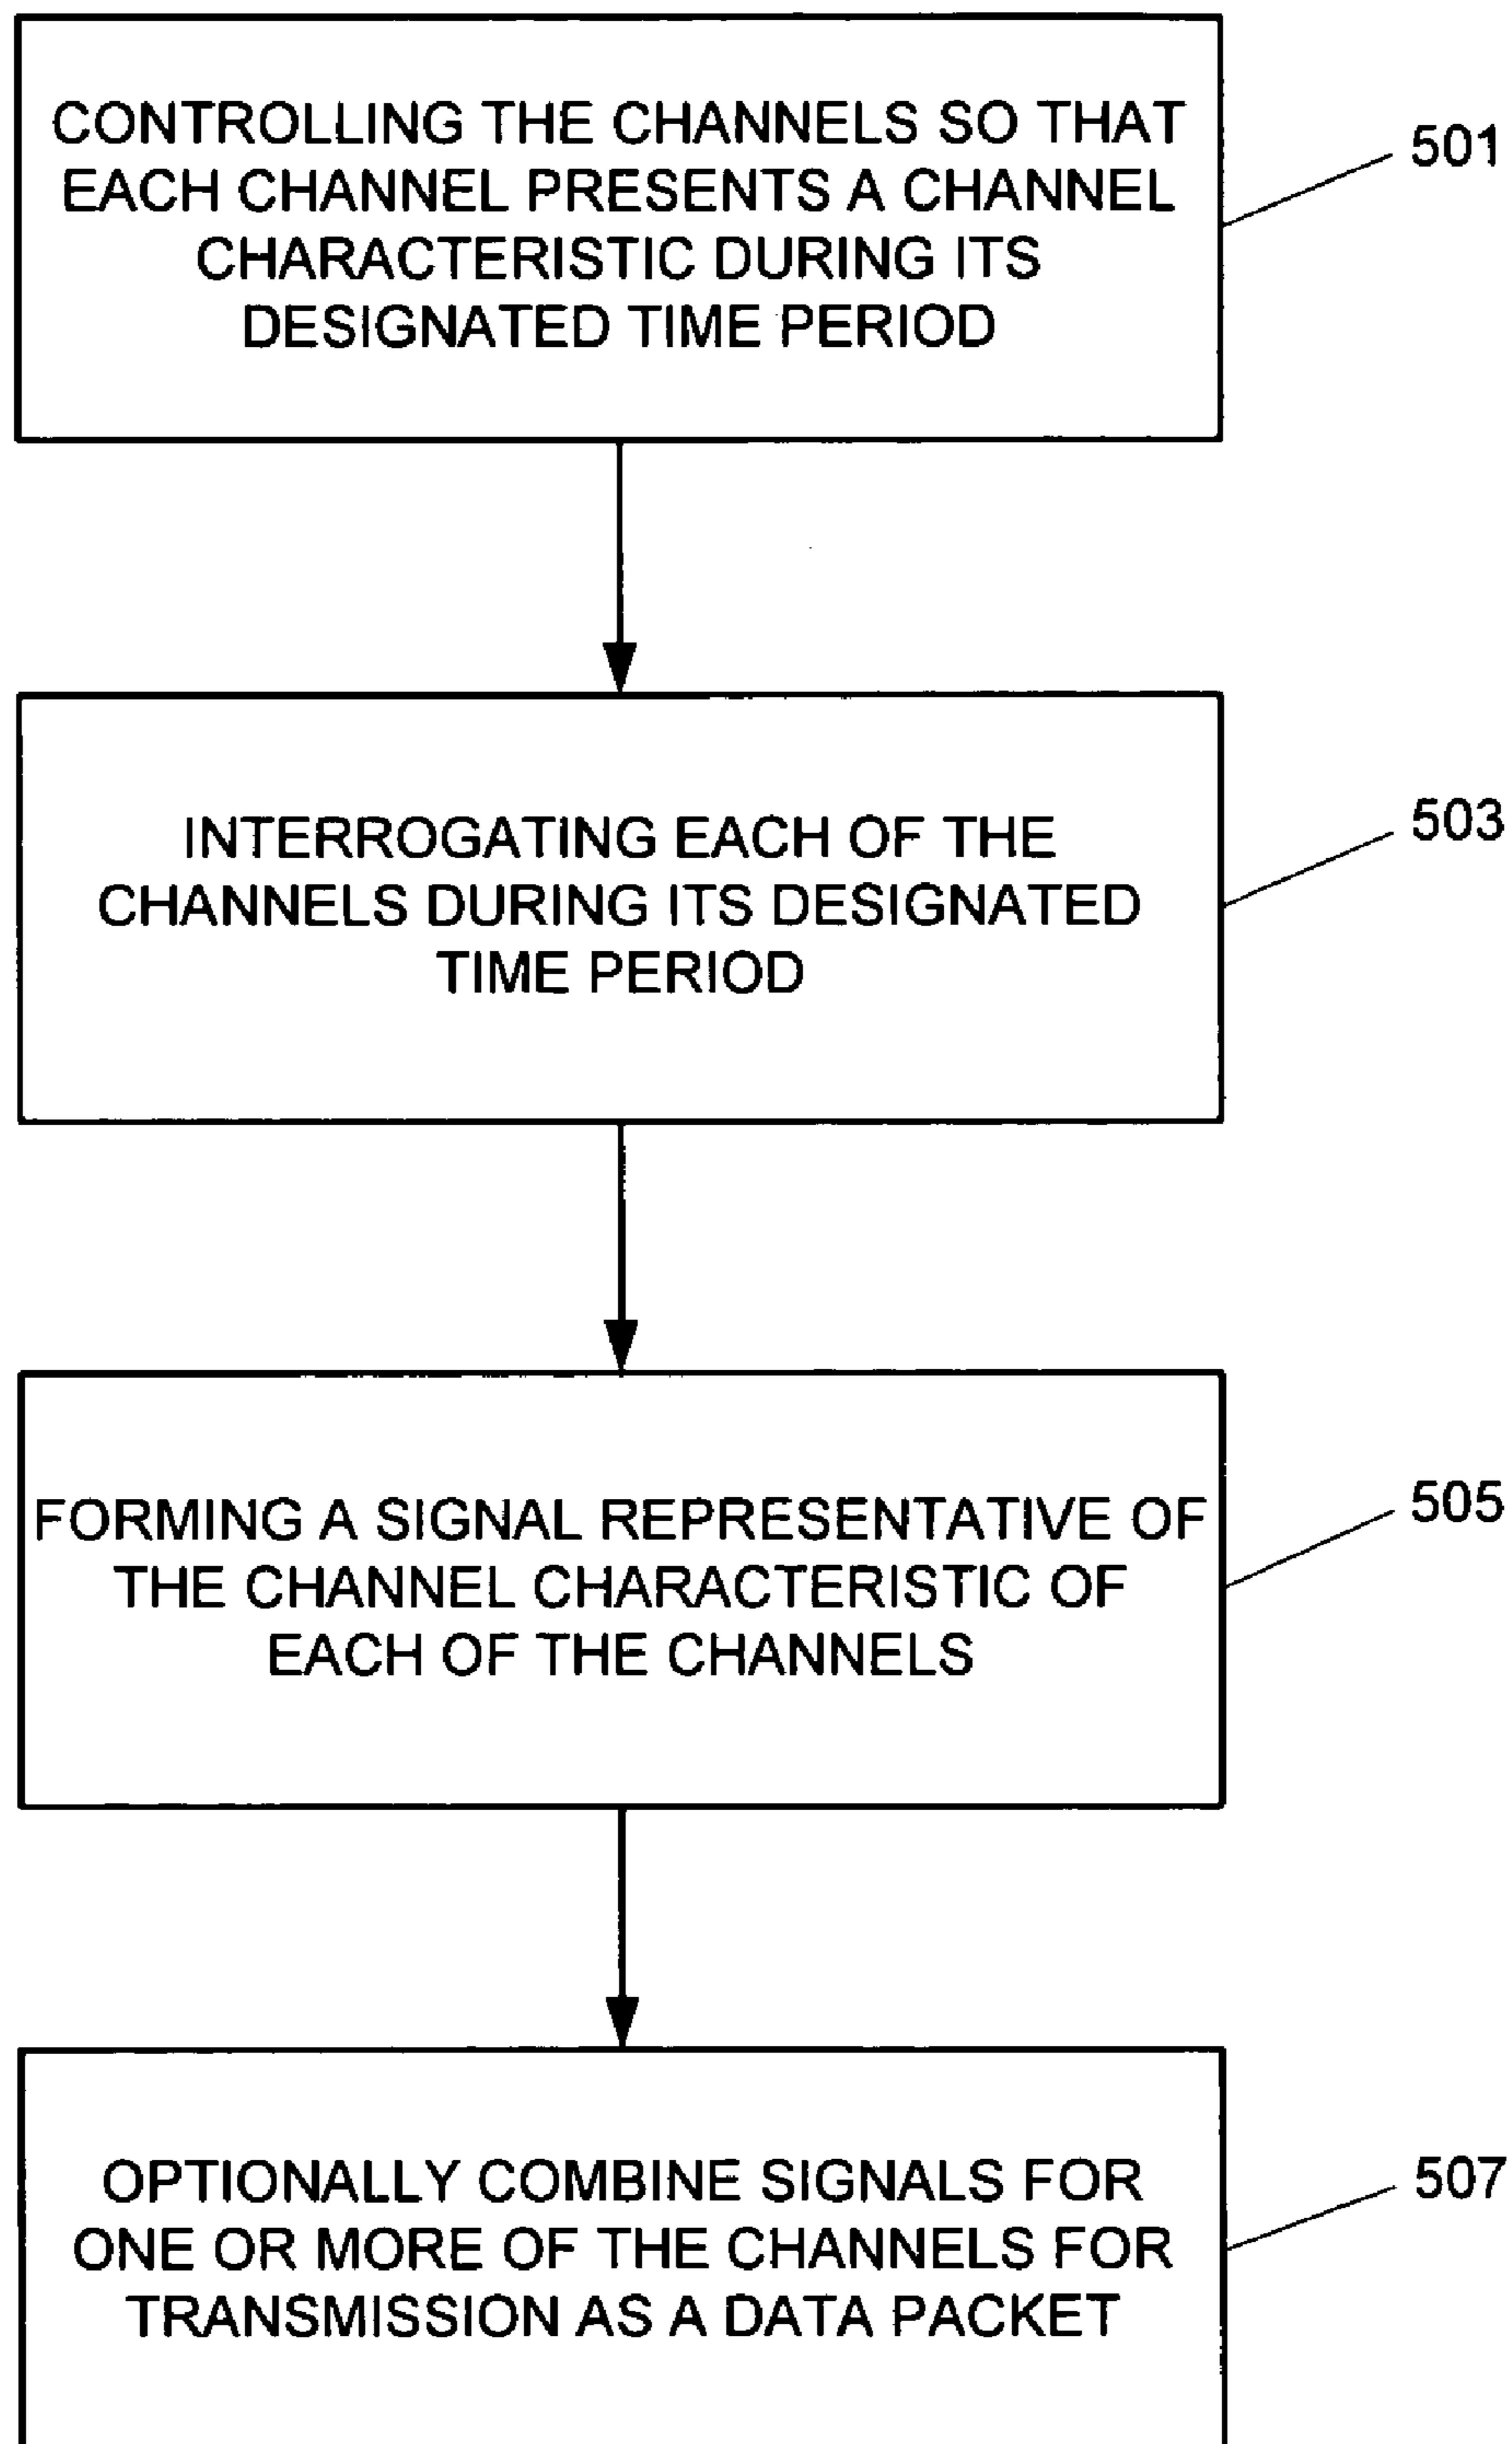 CONTROLLING THE CHANNELS SO THAT
EACH CHANNEL PRESENTS A CHANNEL
CHARACTERISTIC DURING ITS
DESIGNATED TIME PERIOD
501
INTERROGATING EACH OF THE
CHANNELS DURING ITS DESIGNATED
TIME PERIOD
503
FORMING A SIGNAL REPRESENTATIVE OF
THE CHANNEL CHARACTERISTIC OF
EACH OF THE CHANNELS
505
OPTIONALLY COMBINE SIGNALS FOR
ONE OR MORE OF THE CHANNELS FOR
TRANSMISSION AS A DATA PACKET
507